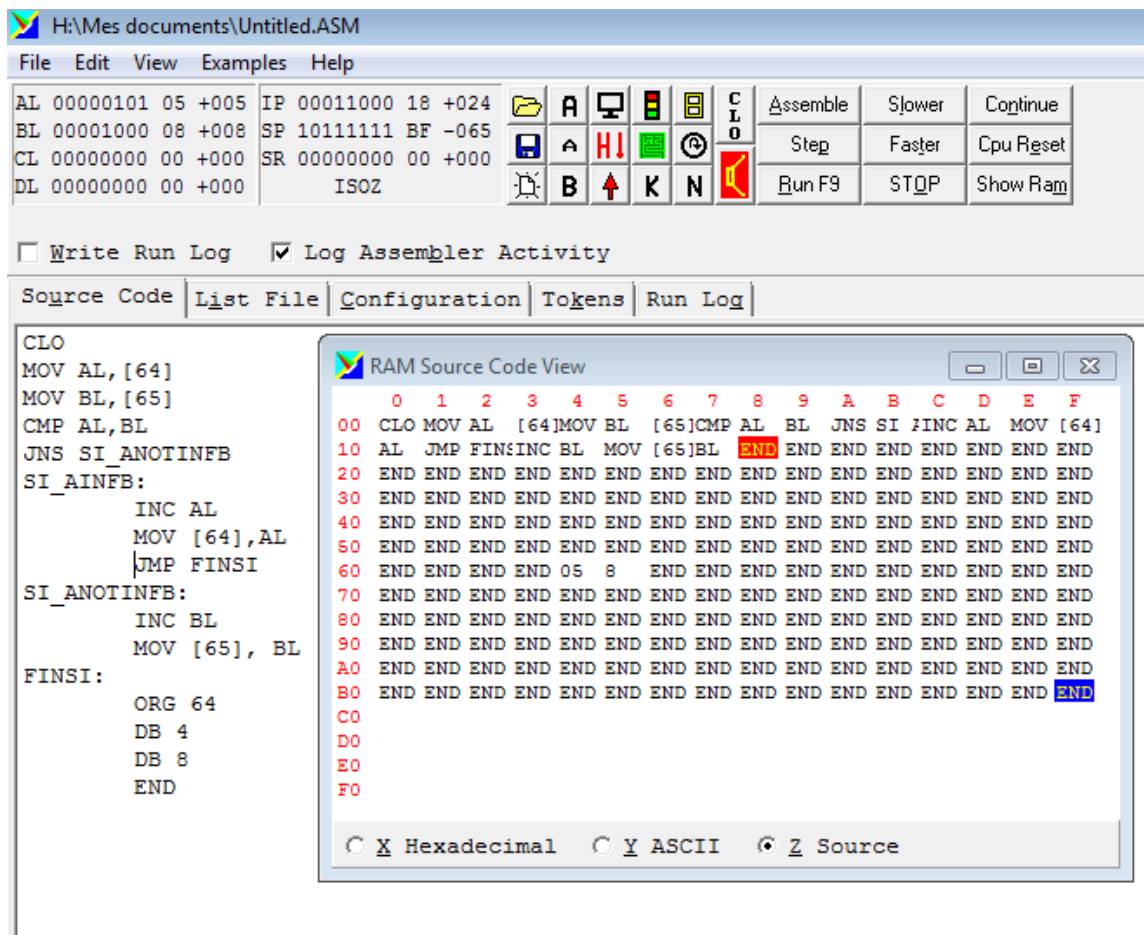 H:\Mes documents\Untitled.ASM
File Edit View Examples Help
AL 00000101 05 +005 IP 00011000 18 +024
BL 00001000 08 +008 SP 10111111 BF -065
CL 00000000 00 +000 SR 00000000 00 +000
DL 00000000 00 +000 ISOZ
A CLO Assemble Slower Continue
A H Step Faster Cpu Reset
B K N Run F9 STOP Show Ram
Write Run Log Log Assembler Activity
Source Code List File Configuration Tokens Run Log
CLO
MOV AL,[64]
MOV BL,[65]
CMP AL,BL
JNS SI_ANOTINFB
SI_AINFB:
INC AL
MOV [64],AL
JMP FINSI
SI_ANOTINFB:
INC BL
MOV [65], BL
FINSI:
ORG 64
DB 4
DB 8
END
RAM Source Code View
0 1 2 3 4 5 6 7 8 9 A B C D E F
00 CLO MOV AL [64]MOV BL [65]CMP AL BL JNS SI INC AL MOV [64]
10 AL JMP FINSINC BL MOV [65]BL END END END END END END END END
20 END END END END END END END END END END END END END END END END
30 END END END END END END END END END END END END END END END END
40 END END END END END END END END END END END END END END END END
50 END END END END END END END END END END END END END END END END
60 END END END END 05 8 END END END END END END END END END END
70 END END END END END END END END END END END END END END END END
80 END END END END END END END END END END END END END END END END
90 END END END END END END END END END END END END END END END END
A0 END END END END END END END END END END END END END END END END
B0 END END END END END END END END END END END END END END END END
C0
D0
E0
F0
X Hexadecimal Y ASCII Z Source